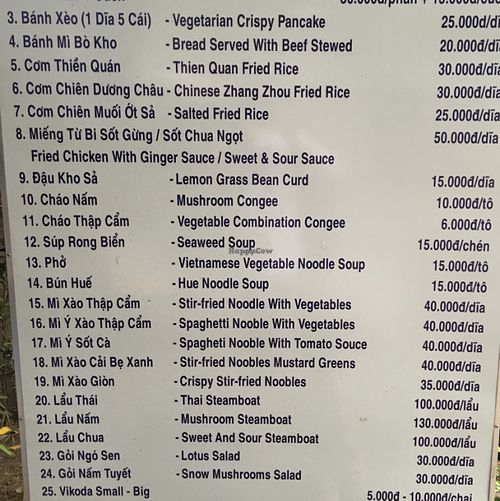 3. Bánh Xèo (1 Dĩa 5 Cái) - Vegetarian Crispy Pancake 25.000đ/dĩ
4. Bánh Mì Bò Kho - Bread Served With Beef Stewed 20.000đ/dĩa
5. Cơm Thiền Quán - Thien Quan Fried Rice 30.000đ/dĩa
6. Cơm Chiên Dương Châu - Chinese Zhang Zhou Fried Rice 30.000đ/dĩa
7. Cơm Chiên Muối Ớt Sả - Salted Fried Rice 25.000đ/dĩa
8. Miếng Từ Bi Sốt Gừng / Sốt Chua Ngọt 50.000đ/dĩa
Fried Chicken With Ginger Sauce / Sweet & Sour Sauce
9. Đậu Kho Sả - Lemon Grass Bean Curd 15.000đ/dĩa
10. Cháo Nấm - Mushroom Congee 10.000đ/tô
11. Cháo Thập Cẩm - Vegetable Combination Congee 6.000đ/tô
12. Súp Rong Biển - Seaweed Soup 15.000đ/chén
HappyCow
13. Phở - Vietnamese Vegetable Noodle Soup 15.000đ/tô
14. Bún Huế - Hue Noodle Soup 15.000đ/tô
15. Mì Xào Thập Cẩm - Stir-fried Noodle With Vegetables 40.000đ/dĩa
16. Mì Ý Xào Thập Cẩm - Spaghetti Nooble With Vegetables 40.000đ/dĩa
17. Mì Ý Sốt Cà - Spagheti Nooble With Tomato Souce 40.000đ/dĩa
18. Mì Xào Cải Bẹ Xanh - Stir-fried Noobles Mustard Greens 40.000đ/dĩa
19. Mì Xào Giòn - Crispy Stir-fried Noobles 35.000đ/dĩa
20. Lẩu Thái - Thai Steamboat 100.000đ/lẩu
21. Lẩu Nấm - Mushroom Steamboat 130.000đ/lẩu
22. Lẩu Chua - Sweet And Sour Steamboat 100.000đ/lẩu
23. Gỏi Ngó Sen - Lotus Salad 30.000đ/dĩa
24. Gỏi Nấm Tuyết - Snow Mushrooms Salad 30.000đ/dĩa
25. Vikoda Small - Big 5.000đ - 10.000đ/chai